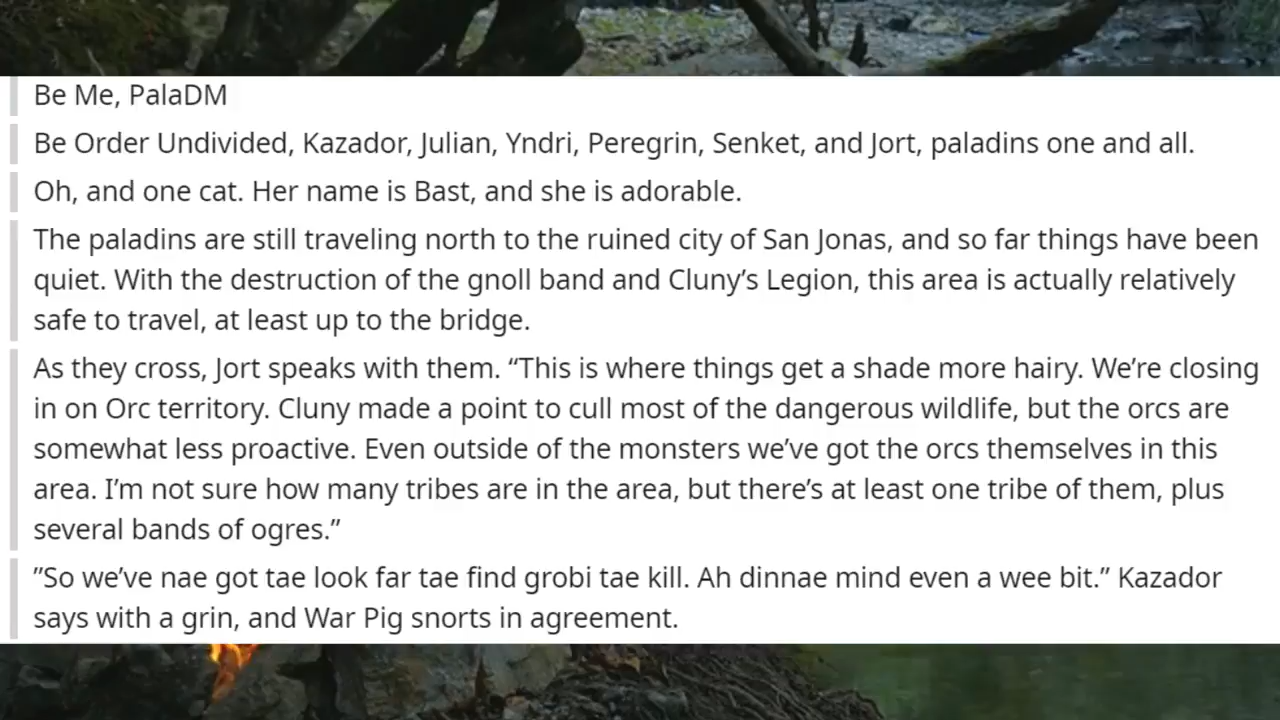 Be Me, PalaDM
Be Order Undivided, Kazador, Julian, Yndri, Peregrin, Senket, and Jort, paladins one and all.
Oh, and one cat. Her name is Bast, and she is adorable.
The paladins are still traveling north to the ruined city of San Jonas, and so far things have been
quiet. With the destruction of the gnoll band and Cluny’s Legion, this area is actually relatively
safe to travel, at least up to the bridge.
As they cross, Jort speaks with them. “This is where things get a shade more hairy. We’re closing
in on Orc territory. Cluny made a point to cull most of the dangerous wildlife, but the orcs are
somewhat less proactive. Even outside of the monsters we’ve got the orcs themselves in this
area. I’m not sure how many tribes are in the area, but there’s at least one tribe of them, plus
several bands of ogres.”
”So we’ve nae got tae look far tae find grobi tae kill. Ah dinnae mind even a wee bit.” Kazador
says with a grin, and War Pig snorts in agreement.